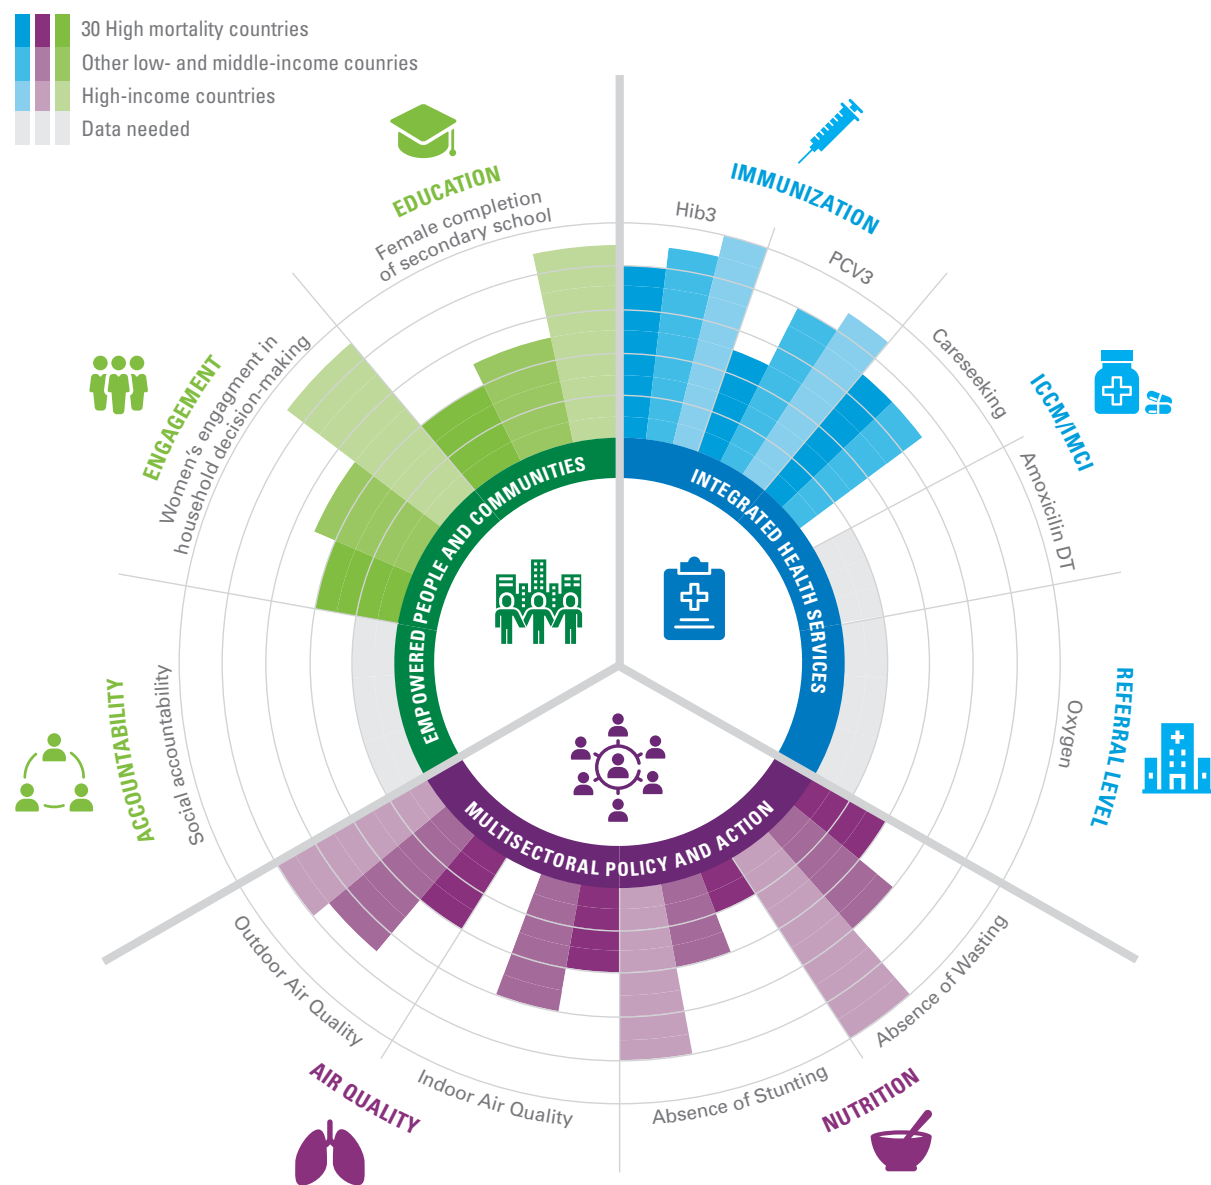 30 High mortality countries
Other low- and middle-income counries
High-income countries
Data needed
EDUCATION
Female completion
of secondary school
IMMUNIZATION
Hib3
PCV3
ENGAGEMENT
Women's engagment in
household decision-making
Careseeking
ICCM/IMCI
Amoxicilin DT
EMPOWERED PEOPLE AND COMMUNITIES
INTEGRATED HEALTH SERVICES
ACCOUNTABILITY
Social accountability
Oxygen
REFERRAL LEVEL
MULTISECTORAL POLICY AND ACTION
Outdoor Air Quality
AIR QUALITY
Indoor Air Quality
Absence of Stunting
Absence of Wasting
NUTRITION